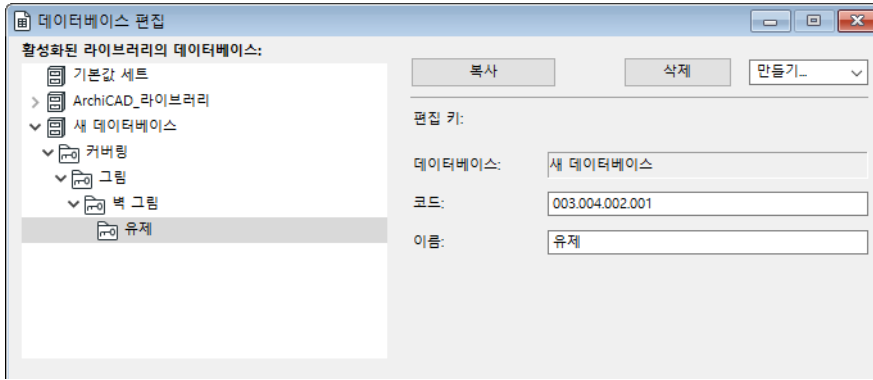 데이터베이스 편집
활성화된 라이브러리의 데이터베이스:
기본값 세트
ArchiCAD_라이브러리
새 데이터베이스
커버링
그림
벽 그림
유제
복사 삭제 만들기...
편집 키:
데이터베이스: 새 데이터베이스
코드: 003.004.002.001
이름: 유제